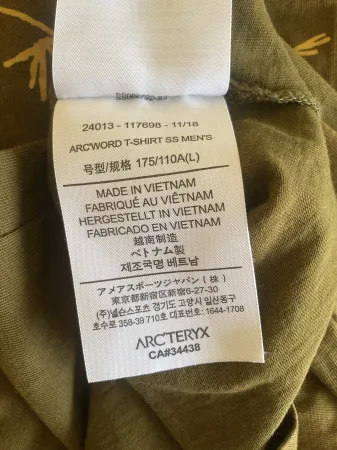 24013 - 117698 - 11/18
ARC'WORD T-SHIRT SS MEN'S
号型/规格 175/110A(L)
MADE IN VIETNAM
FABRIQUÉ AU VIÊTNAM
HERGESTELLT IN VIETNAM
FABRICADO EN VIETNAM
越南制造
ベトナム製
제조국명 베트남
アメアスポーツジャパン(株)
東京都新宿区新宿6-27-30
(주)넬슨스포츠 경기도 고양시 일산동구
호수로 358-39 710호 대표번호: 1644-1708
ARC'TERYX
CA#34438